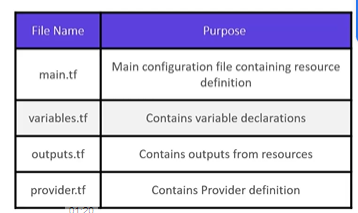 File Name Purpose
main.tf Main configuration file containing resource
definition
variables.tf Contains variable declarations
outputs.tf Contains outputs from resources
provider.tf Contains Provider definition
01:20